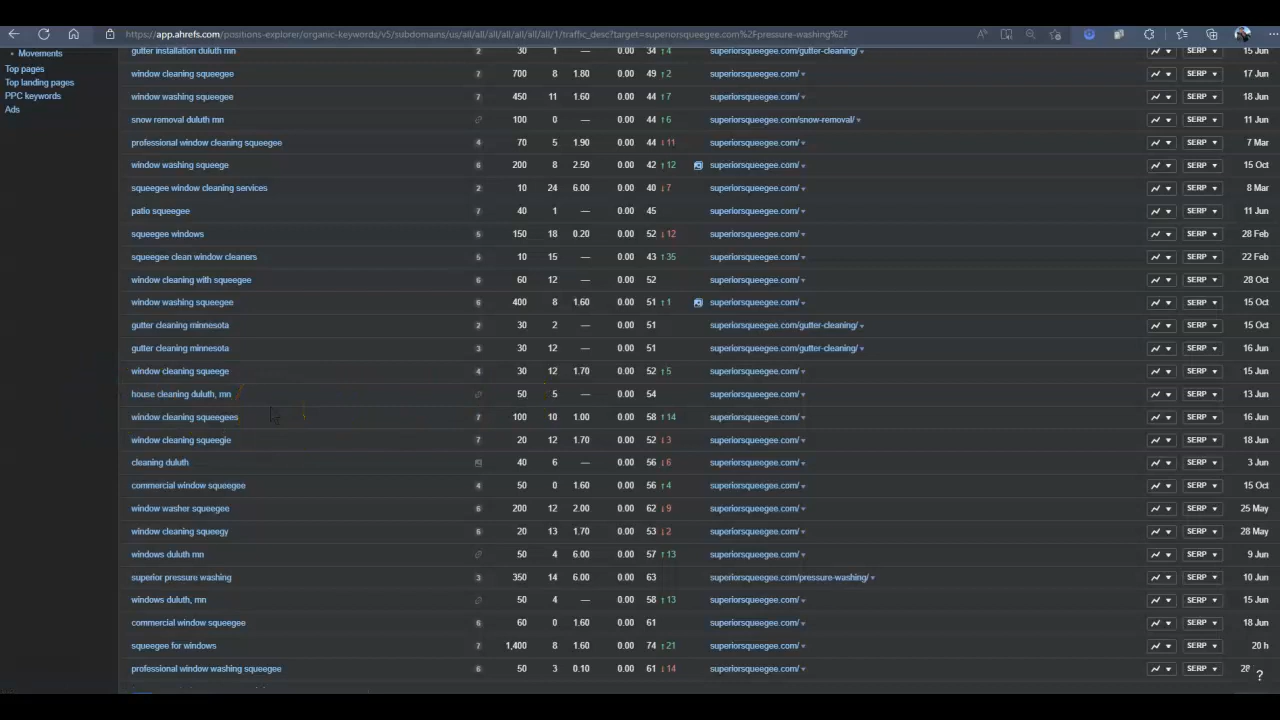 https://app.ahrefs.com/positions-explorer/organic-keywords/v5/subdomains/us/all/all/all/all/all/all/1/traffic_desc?target=superiorsqueegee.com%2Fpressure-washing%2F
Movements
Top pages
Top landing pages
PPC keywords
Ads
gutter installation duluth mn 2 30 1 — 0.00 34 ↑4 superiorsqueegee.com/gutter-cleaning/ SERP 15 Jun
window cleaning squeegee 7 700 8 1.80 0.00 49 ↑2 superiorsqueegee.com/ SERP 17 Jun
window washing squeegee 7 450 11 1.60 0.00 44 ↑7 superiorsqueegee.com/ SERP 18 Jun
snow removal duluth mn 100 0 — 0.00 44 ↑6 superiorsqueegee.com/snow-removal/ SERP 11 Jun
professional window cleaning squeegee 4 70 5 1.90 0.00 44 ↓11 superiorsqueegee.com/ SERP 7 Mar
window washing squeege 6 200 8 2.50 0.00 42 ↑12 superiorsqueegee.com/ SERP 15 Oct
squeegee window cleaning services 2 10 24 6.00 0.00 40 ↓7 superiorsqueegee.com/ SERP 8 Mar
patio squeegee 7 40 1 — 0.00 45 superiorsqueegee.com/ SERP 11 Jun
squeegee windows 5 150 18 0.20 0.00 52 ↓12 superiorsqueegee.com/ SERP 28 Feb
squeegee clean window cleaners 5 10 15 — 0.00 43 ↑35 superiorsqueegee.com/ SERP 22 Feb
window cleaning with squeegee 6 60 12 — 0.00 52 superiorsqueegee.com/ SERP 28 Oct
window washing squeegee 6 400 8 1.60 0.00 51 ↑1 superiorsqueegee.com/ SERP 15 Oct
gutter cleaning minnesota 2 30 2 — 0.00 51 superiorsqueegee.com/gutter-cleaning/ SERP 15 Oct
gutter cleaning minnesota 3 30 12 — 0.00 51 superiorsqueegee.com/gutter-cleaning/ SERP 16 Jun
window cleaning squeege 4 30 12 1.70 0.00 52 ↑5 superiorsqueegee.com/ SERP 15 Jun
house cleaning duluth, mn 50 5 — 0.00 54 superiorsqueegee.com/ SERP 13 Jun
window cleaning squeegees 7 100 10 1.00 0.00 58 ↑14 superiorsqueegee.com/ SERP 16 Jun
window cleaning squeegie 7 20 12 1.70 0.00 52 ↓3 superiorsqueegee.com/ SERP 18 Jun
cleaning duluth 40 6 — 0.00 56 ↓6 superiorsqueegee.com/ SERP 3 Jun
commercial window squeegee 4 50 0 1.60 0.00 56 ↑4 superiorsqueegee.com/ SERP 15 Oct
window washer squeegee 6 200 12 2.00 0.00 62 ↓9 superiorsqueegee.com/ SERP 25 May
window cleaning squeegy 6 20 13 1.70 0.00 53 ↓2 superiorsqueegee.com/ SERP 28 May
windows duluth mn 50 4 6.00 0.00 57 ↑13 superiorsqueegee.com/ SERP 9 Jun
superior pressure washing 3 350 14 6.00 0.00 63 superiorsqueegee.com/pressure-washing/ SERP 10 Jun
windows duluth, mn 50 4 — 0.00 58 ↑13 superiorsqueegee.com/ SERP 15 Jun
commercial window squeegee 6 60 0 1.60 0.00 61 superiorsqueegee.com/ SERP 18 Jun
squeegee for windows 7 1,400 8 1.60 0.00 74 ↑21 superiorsqueegee.com/ SERP 20 h
professional window washing squeegee 6 50 3 0.10 0.00 61 ↓14 superiorsqueegee.com/ SERP
?